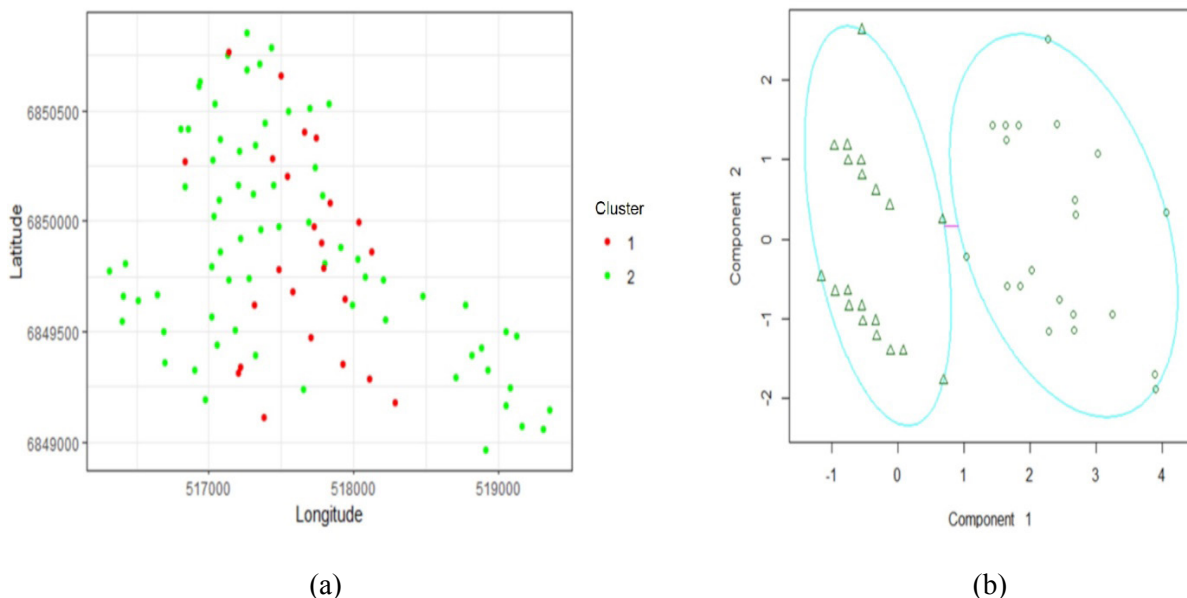 Latitude
6850500
6850000
6849500
6849000
517000 518000 519000
Longitude
Cluster
1
2
(a)
Component 2
2
1
0
-1
-2
-1 0 1 2 3 4
Component 1
(b)